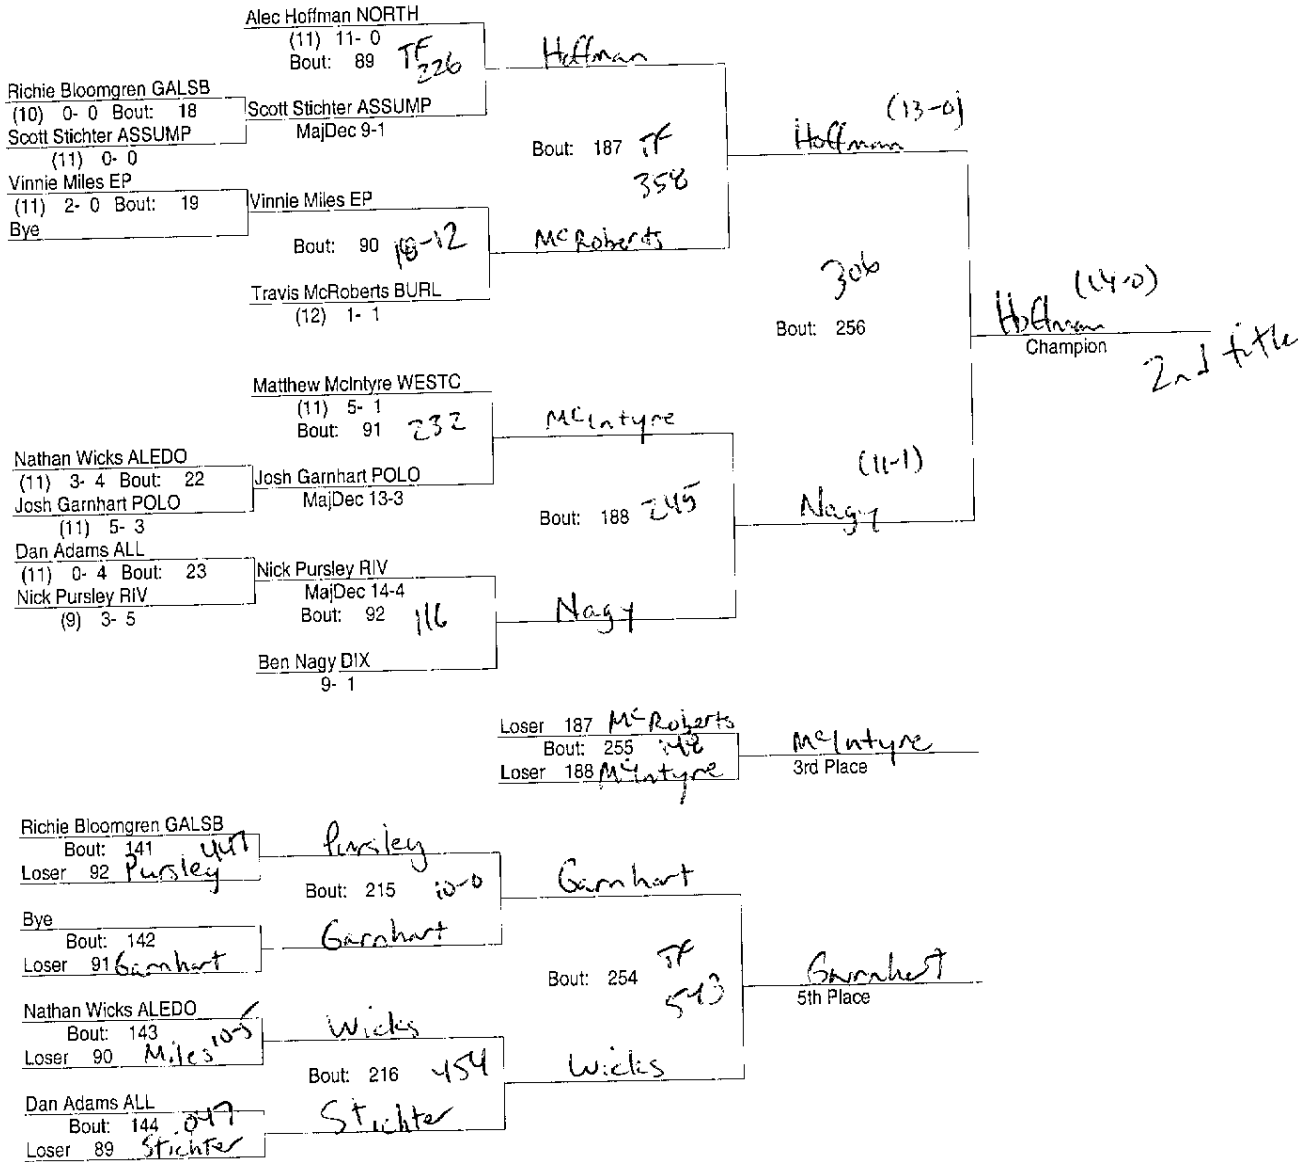 Alec Hoffman NORTH
(11) 11- 0
Bout: 89 TF 226
Hoffman
Richie Bloomgren GALSB
(10) 0- 0 Bout: 18
Scott Stichter ASSUMP
(11) 0- 0
Scott Stichter ASSUMP
MajDec 9-1
Bout: 187 TF 358
Hoffman (13-0)
Vinnie Miles EP
(11) 2- 0 Bout: 19
Bye
Vinnie Miles EP
Bout: 90
McRoberts
Travis McRoberts BURL
(12) 1- 1
306
Bout: 256
Hoffman (14-0)
Champion
2nd title
Matthew McIntyre WESTC
(11) 5- 1
Bout: 91 232
McIntyre
Nathan Wicks ALEDO
(11) 3- 4 Bout: 22
Josh Garnhart POLO
(11) 5- 3
Josh Garnhart POLO
MajDec 13-3
Bout: 188 245
(11-1)
Nagy
Dan Adams ALL
(11) 0- 4 Bout: 23
Nick Pursley RIV
(9) 3- 5
Nick Pursley RIV
MajDec 14-4
Bout: 92 116
Nagy
Ben Nagy DIX
9- 1
Loser 187 McRoberts
Bout: 255
Loser 188 McIntyre
McIntyre
3rd Place
Richie Bloomgren GALSB
Bout: 141 447
Loser 92 Pursley
Pursley
Bout: 215 10-0
Garnhart
Bye
Bout: 142
Loser 91 Garnhart
Garnhart
Bout: 254 TF 543
Garnhart
5th Place
Nathan Wicks ALEDO
Bout: 143 10-5
Loser 90 Miles
Wicks
Bout: 216 454
Wicks
Dan Adams ALL
Bout: 144 047
Loser 89 Stichter
Stichter